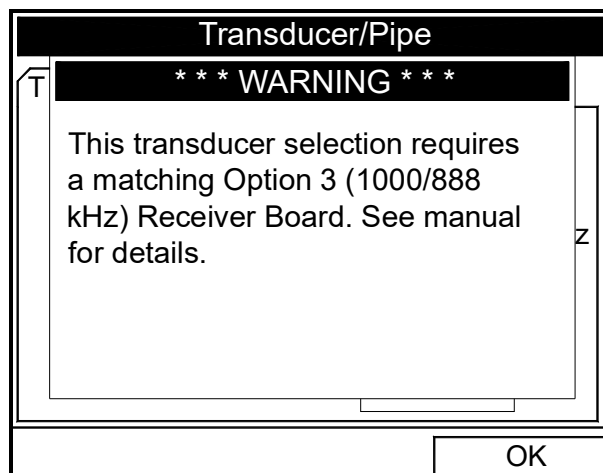 Transducer/Pipe
T
* * * WARNING * * *
This transducer selection requires
a matching Option 3 (1000/888
kHz) Receiver Board. See manual
for details.
z
OK